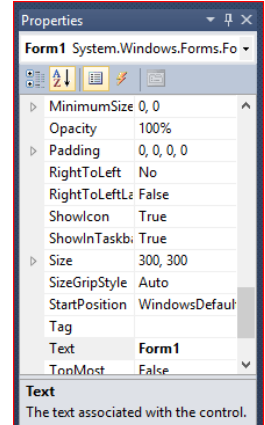 Properties
Form1 System.Windows.Forms.Fo
MinimumSize 0, 0
Opacity 100%
Padding 0, 0, 0, 0
RightToLeft No
RightToLeftLa False
ShowIcon True
ShowInTaskba True
Size 300, 300
SizeGripStyle Auto
StartPosition WindowsDefault
Tag
Text Form1
TopMost False
Text
The text associated with the control.